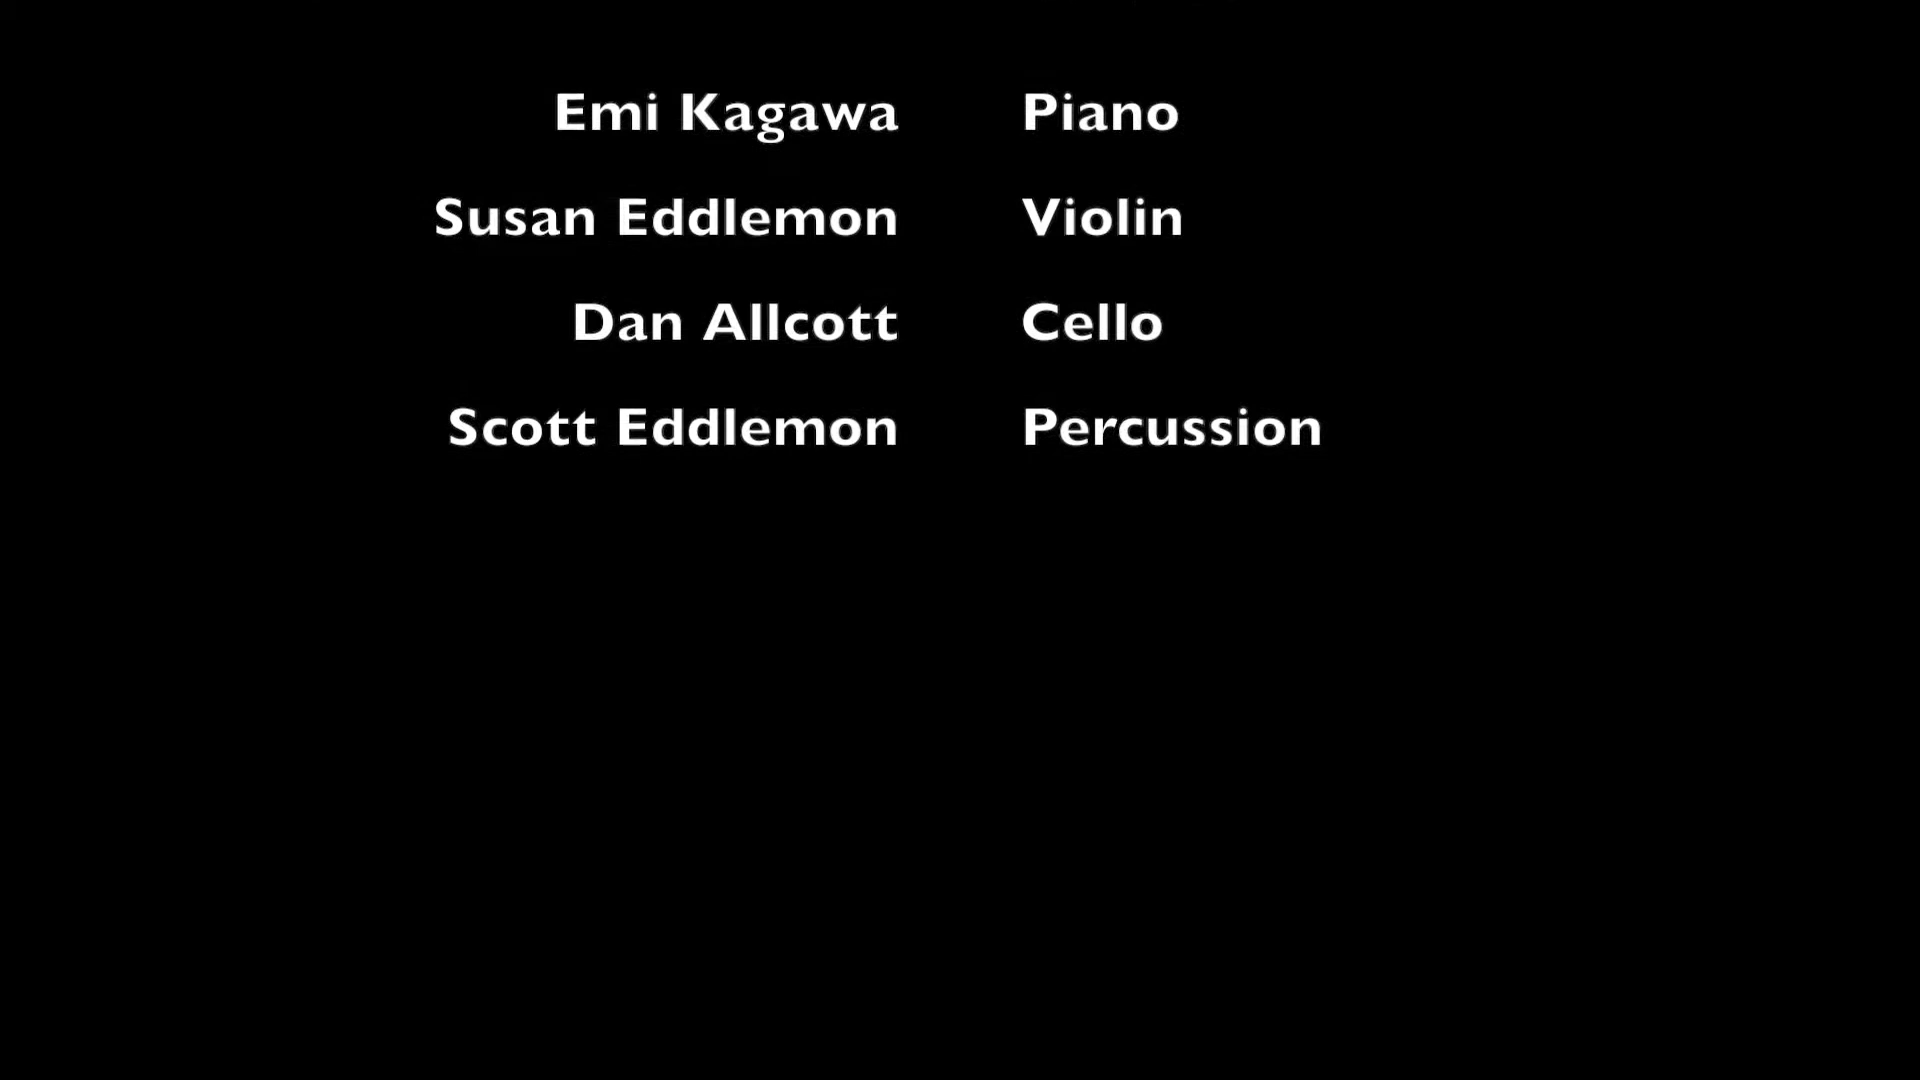 Emi Kagawa Piano
Susan Eddlemon Violin
Dan Allcott Cello
Scott Eddlemon Percussion